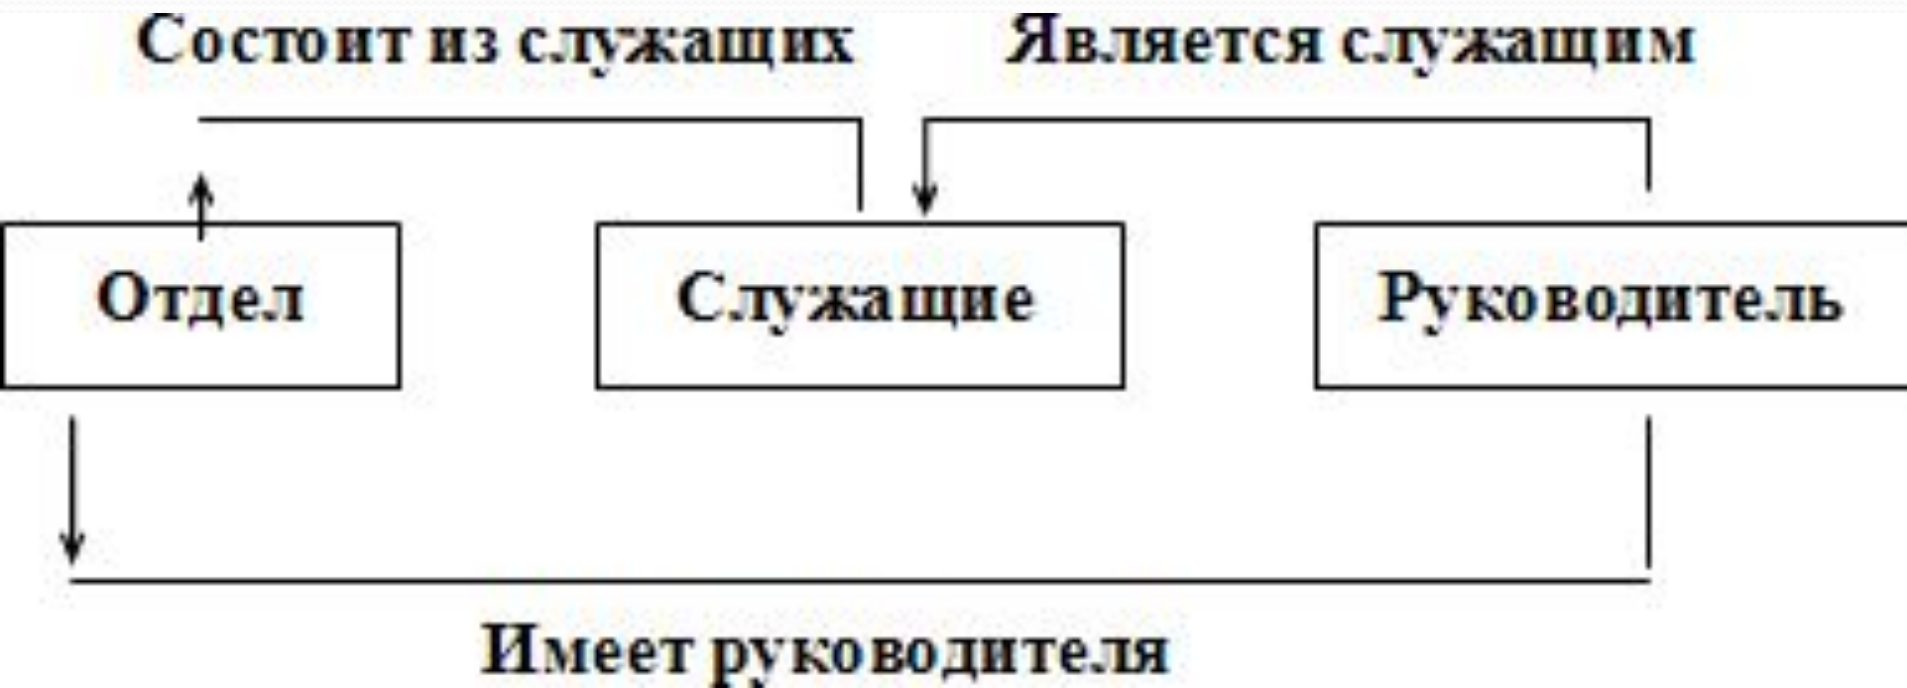 Состоит из служащих
Является служащим
Отдел
Служащие
Руководитель
Имеет руководителя